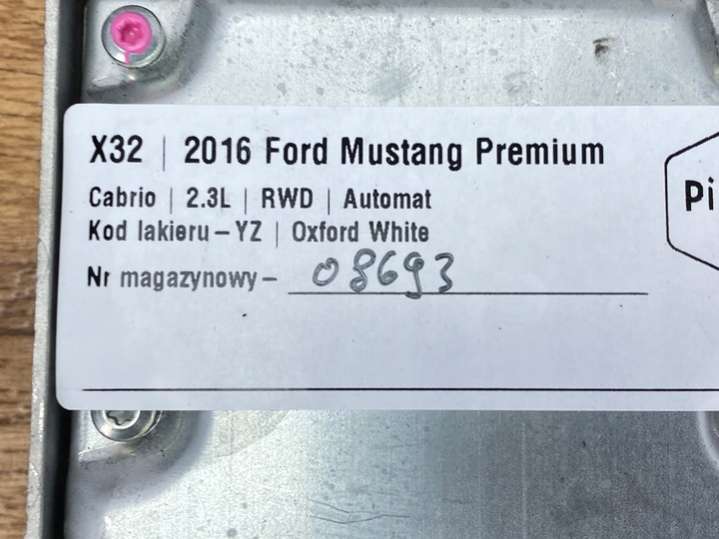 X32 | 2016 Ford Mustang Premium
Cabrio | 2.3L | RWD | Automat
Kod lakieru – YZ | Oxford White
Nr magazynowy – 08693